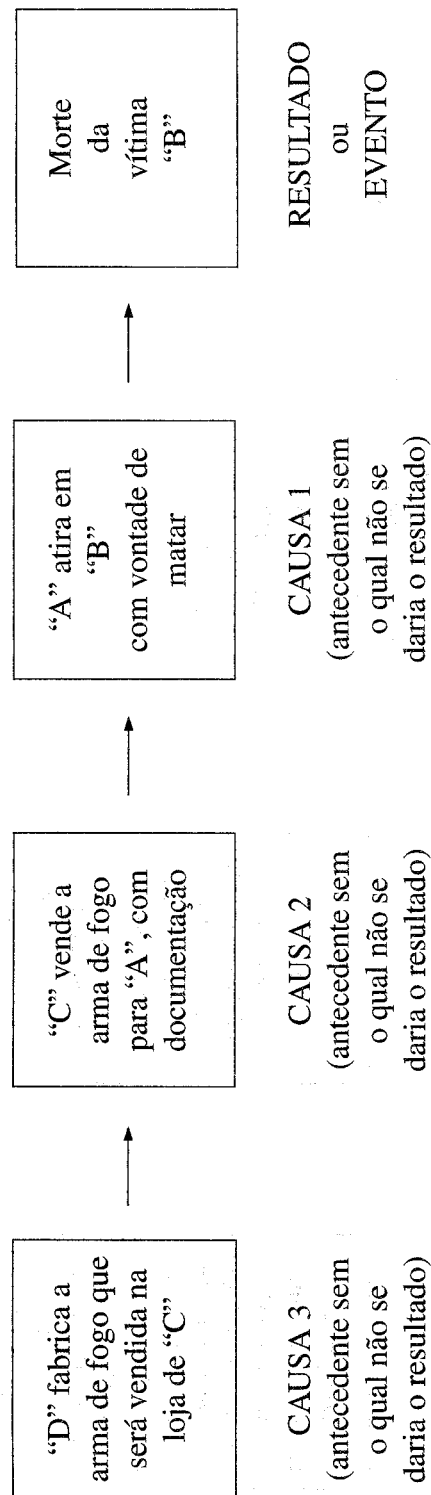 “D” fabrica a
arma de fogo que
será vendida na
loja de “C”
“C” vende a
arma de fogo
para “A”, com
documentação
“A” atira em
“B”
com vontade de
matar
Morte
da
vítima
“B”
CAUSA 3
(antecedente sem
o qual não se
daria o resultado)
CAUSA 2
(antecedente sem
o qual não se
daria o resultado)
CAUSA 1
(antecedente sem
o qual não se
daria o resultado)
RESULTADO
ou
EVENTO